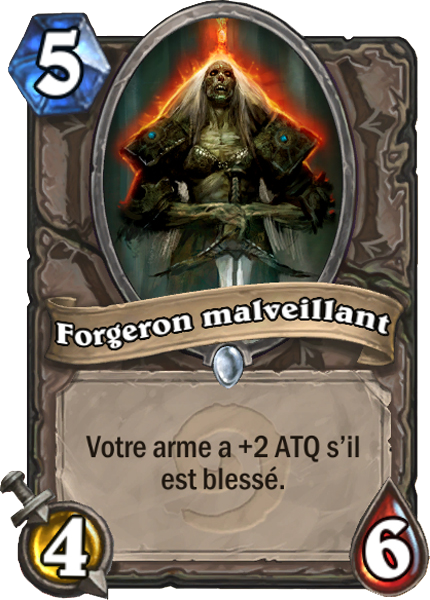 5
Forgeron malveillant
Votre arme a +2 ATQ s’il
est blessé.
4
6